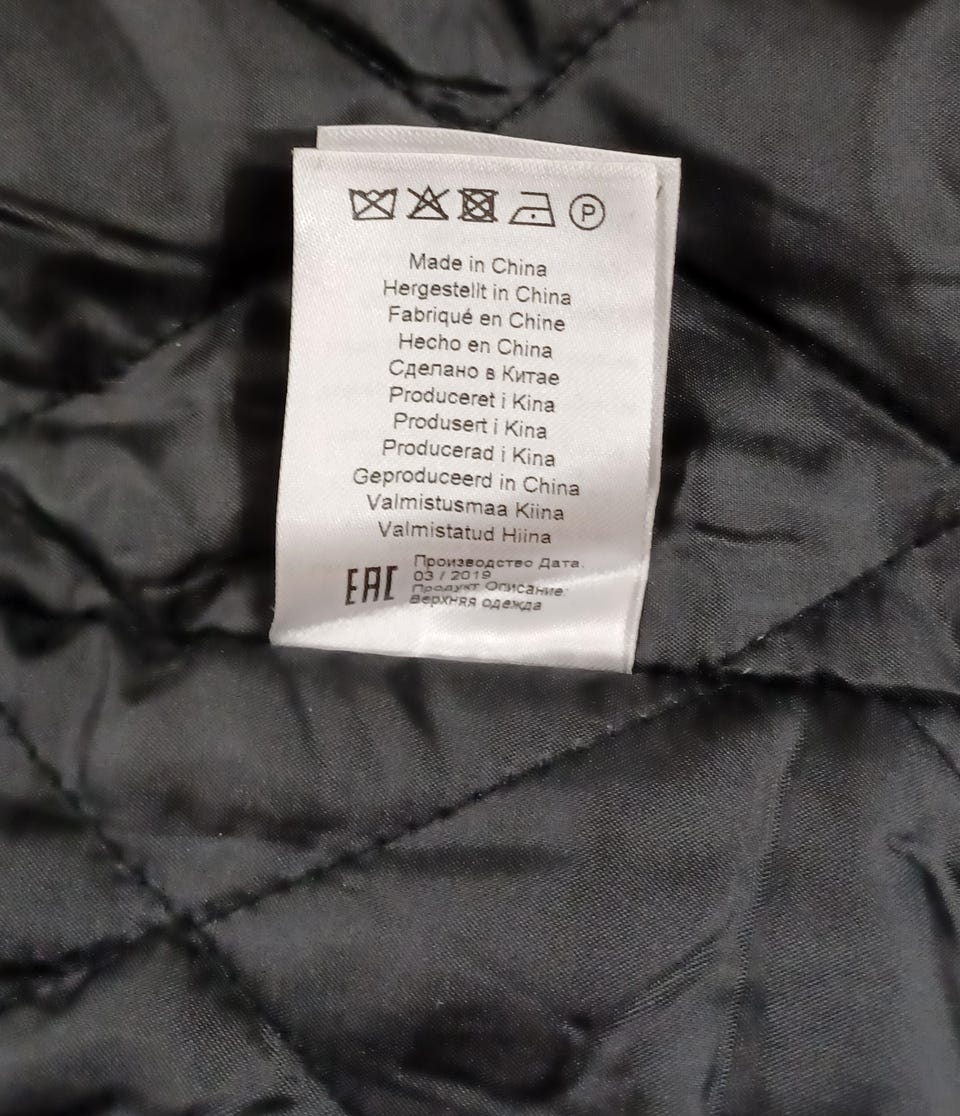 P
Made in China
Hergestellt in China
Fabriqué en Chine
Hecho en China
Сделано в Китае
Produceret i Kina
Produsert i Kina
Producerad i Kina
Geproduceerd in China
Valmistusmaa Kiina
Valmistatud Hiina
EAC
Производство Дата:
03 / 2019
Продукт Описание:
Верхняя одежда